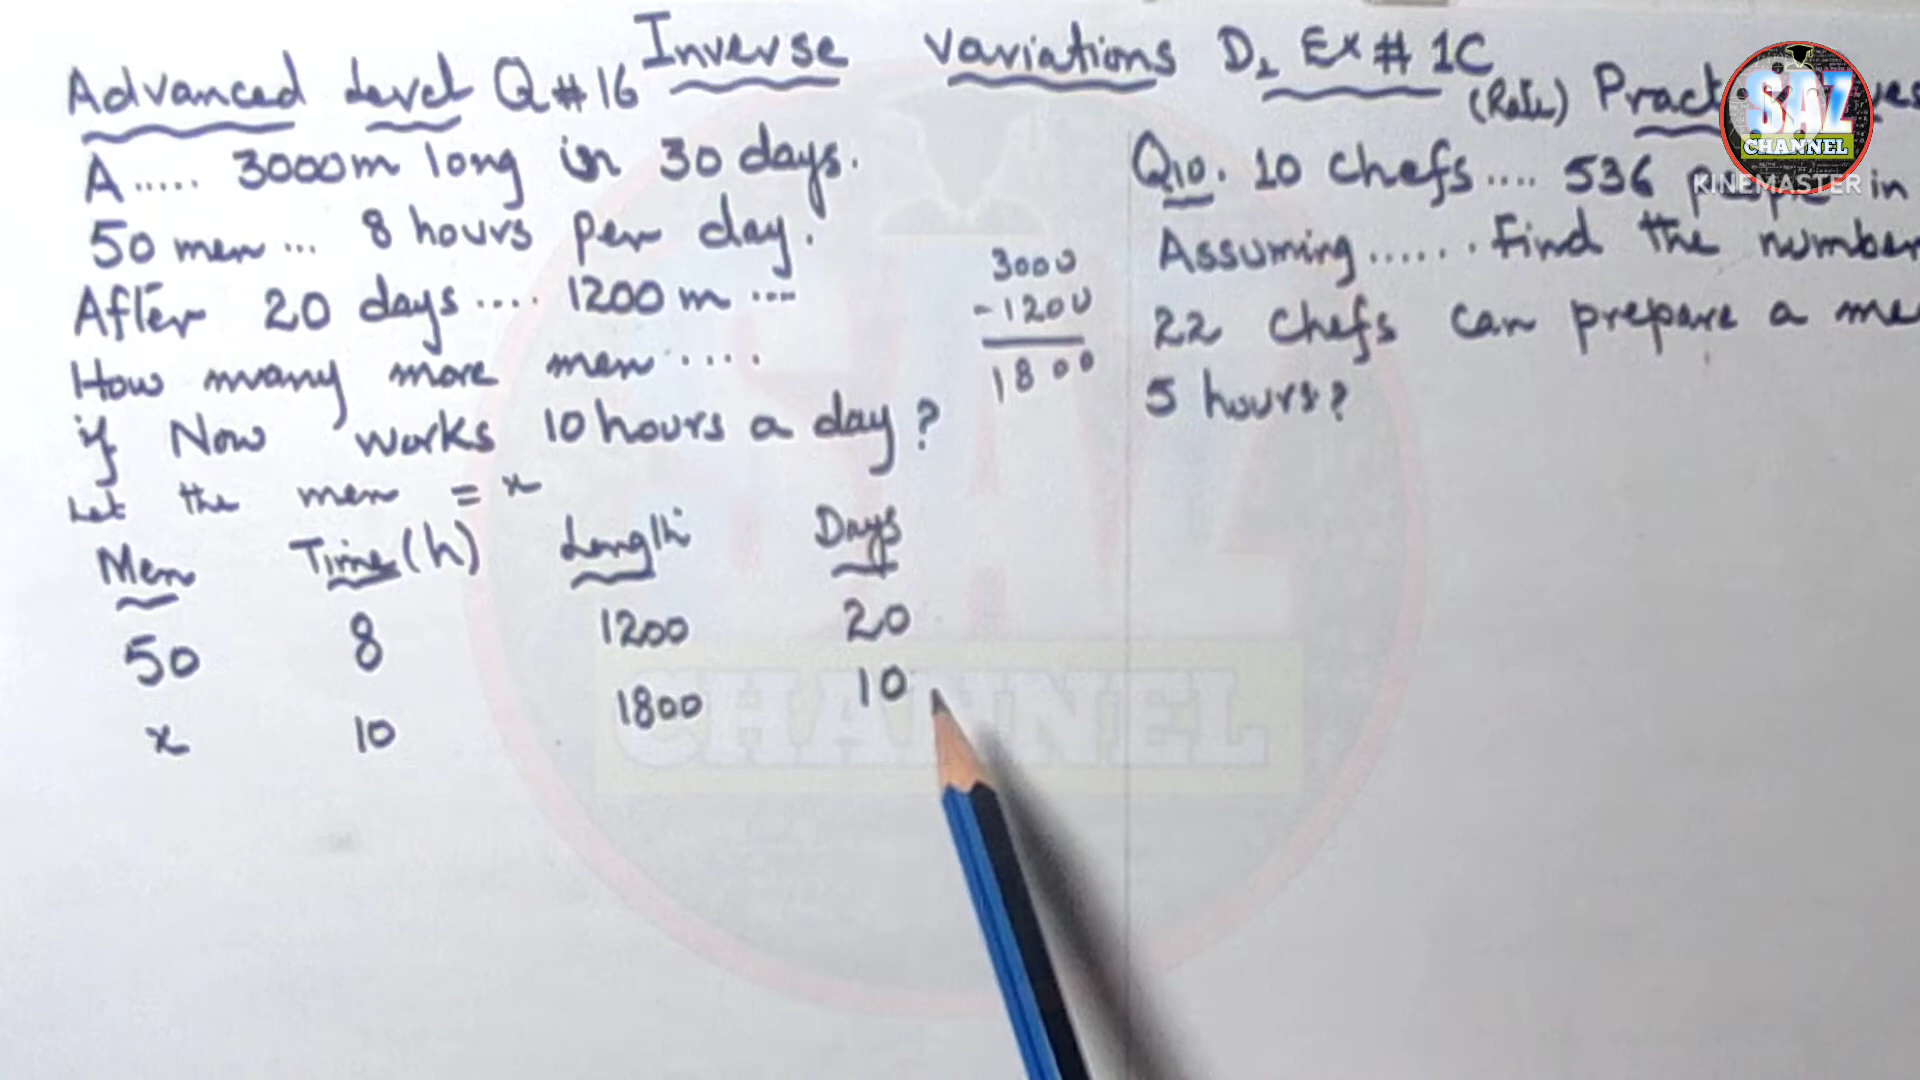 Inverse variations D2 Ex # 1C
Advanced Level Q # 16
A ..... 3000m long in 30 days.
50 men ... 8 hours per day.
After 20 days .... 1200 m ...
How many more men ....
if Now works 10 hours a day?
Let the men = x
Men Time (h) Length Days
50 8 1200 20
x 10 1800 10
3000
- 1200
1800
(Rate)
Q10. 10 chefs .... 536 people in
Assuming ...... Find the number
22 chefs can prepare a
5 hours?
SAZ
CHANNEL
KINEMASTER
CHANNEL